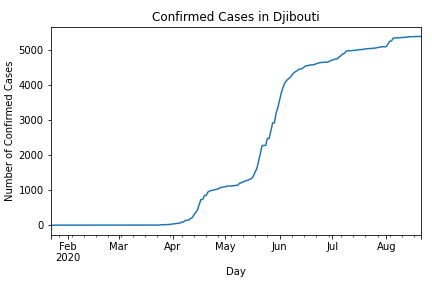 Confirmed Cases in Djibouti
Number of Confirmed Cases
5000
4000
3000
2000
1000
0
Feb Mar Apr May Jun Jul Aug
2020
Day